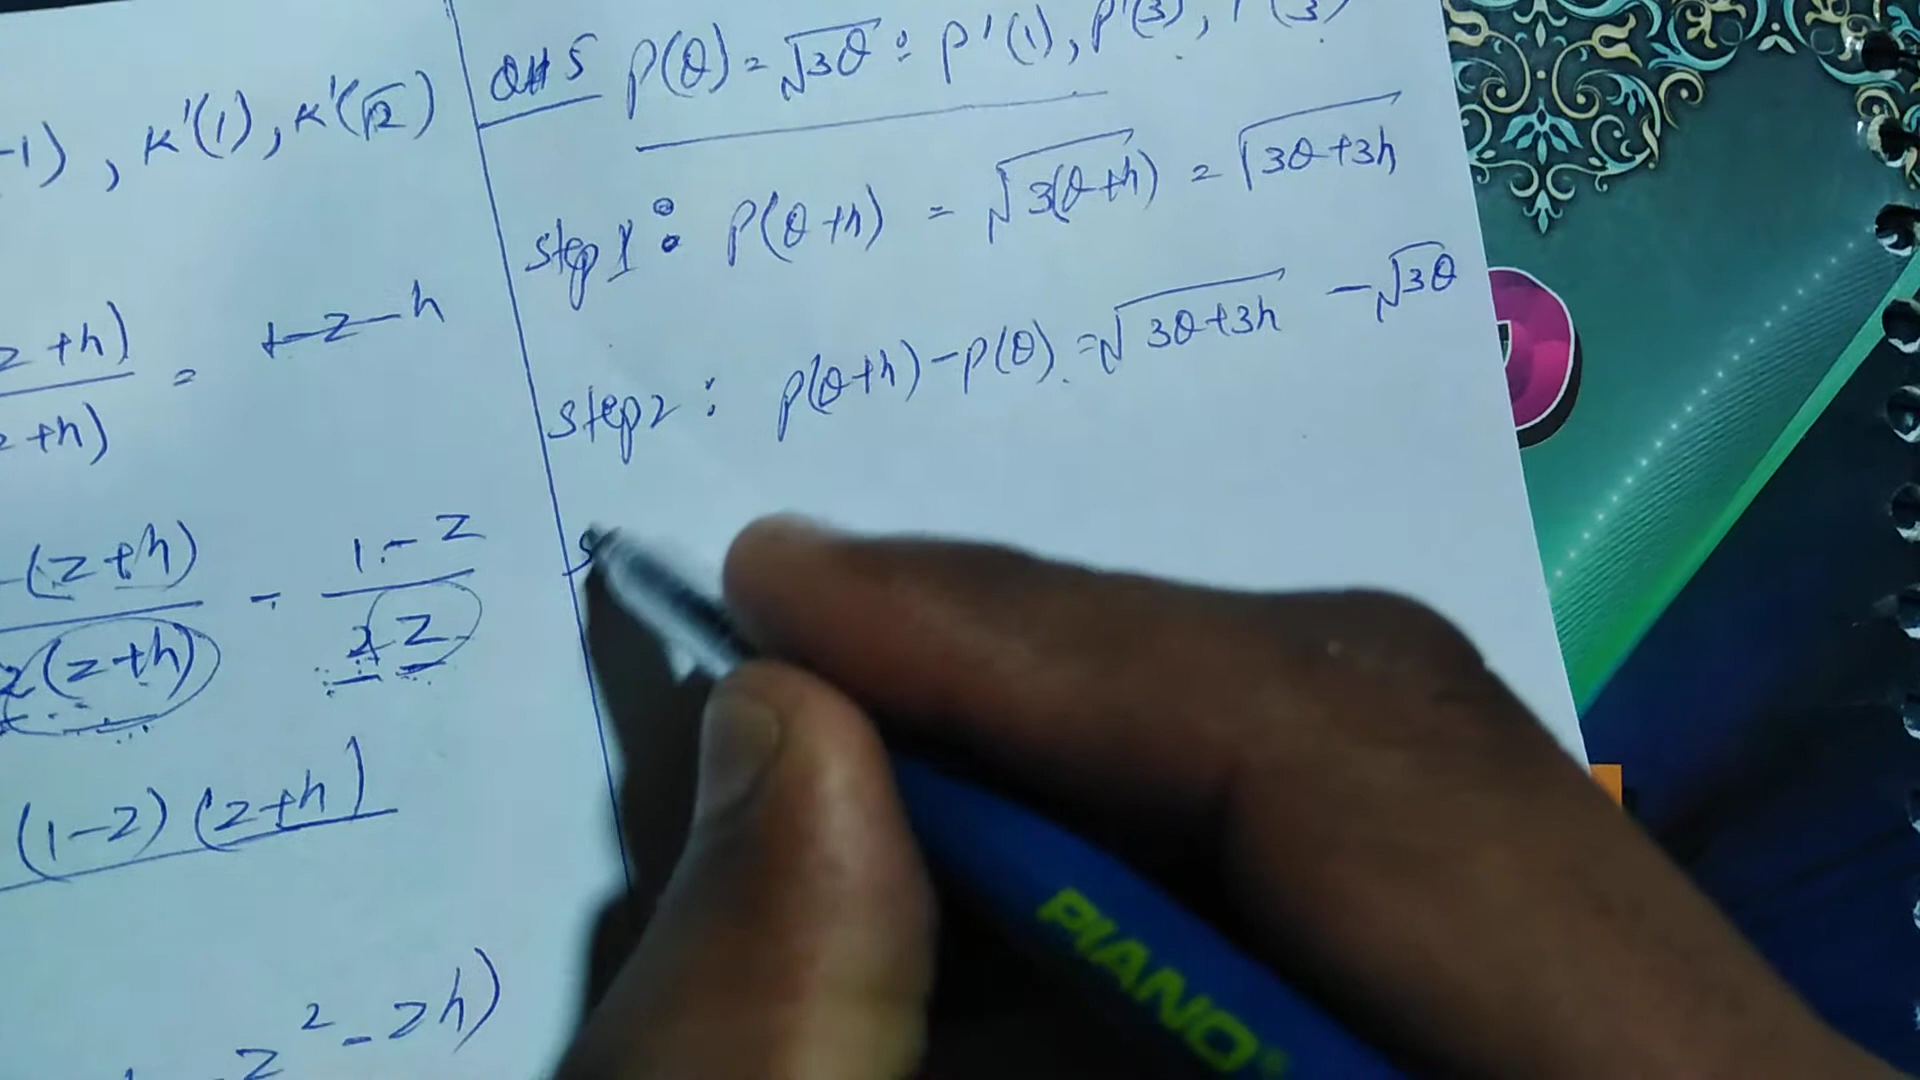 -1), K'(1), K'(√2)
z+h) = 1-z-h
z+h)
-(z+h) - 1-z
2(z+h) 2z
(1-z)(z+h)
z² - zh)
Q#5 P(θ) = √3θ : P'(1), P'(3),
Step 1: P(θ+h) = √3(θ+h) = √3θ+3h
Step 2: P(θ+h) - P(θ) = √3θ+3h - √3θ
S
PIANO